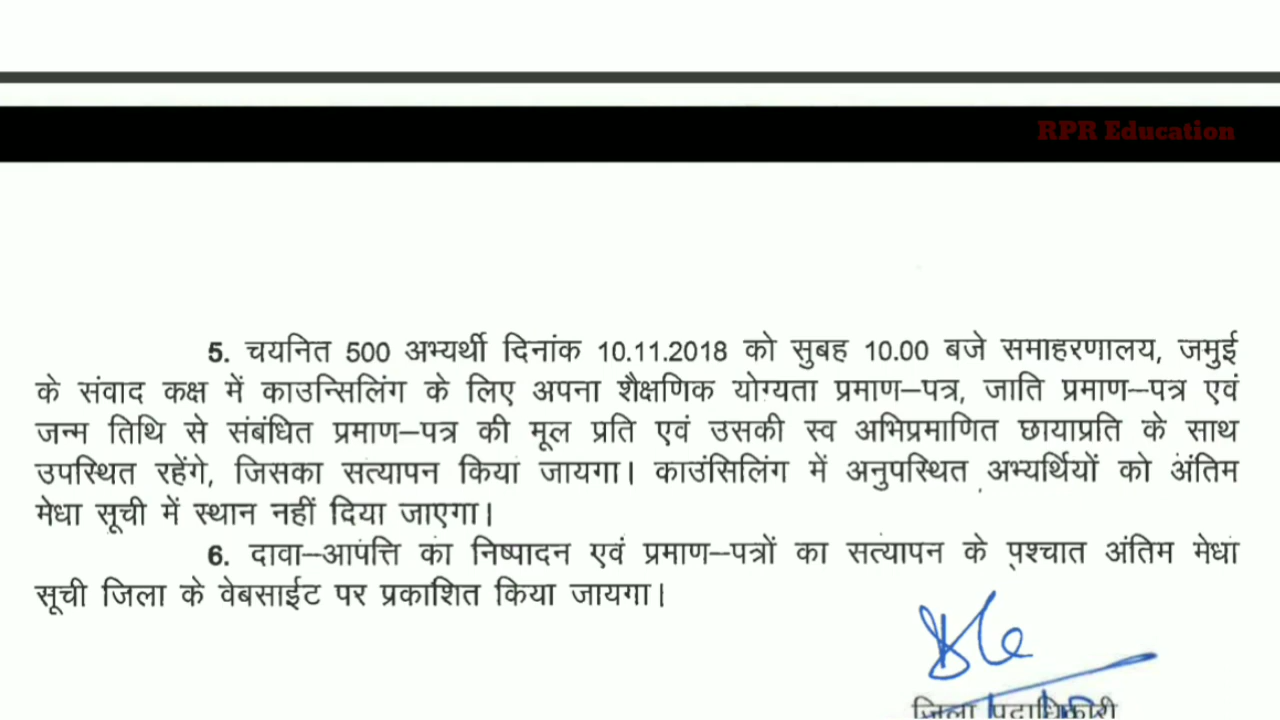 RPR Education
5. चयनित 500 अभ्यर्थी दिनांक 10.11.2018 को सुबह 10.00 बजे समाहरणालय, जमुई
के संवाद कक्ष में काउन्सिलिंग के लिए अपना शैक्षणिक योग्यता प्रमाण–पत्र, जाति प्रमाण–पत्र एवं
जन्म तिथि से संबंधित प्रमाण–पत्र की मूल प्रति एवं उसकी स्व अभिप्रमाणित छायाप्रति के साथ
उपस्थित रहेंगे, जिसका सत्यापन किया जायगा। काउंसिलिंग में अनुपस्थित अभ्यर्थियों को अंतिम
मेधा सूची में स्थान नहीं दिया जाएगा।
6. दावा–आपत्ति का निष्पादन एवं प्रमाण–पत्रों का सत्यापन के पश्चात अंतिम मेधा
सूची जिला के वेबसाईट पर प्रकाशित किया जायगा।
जिला पदाधिकारी